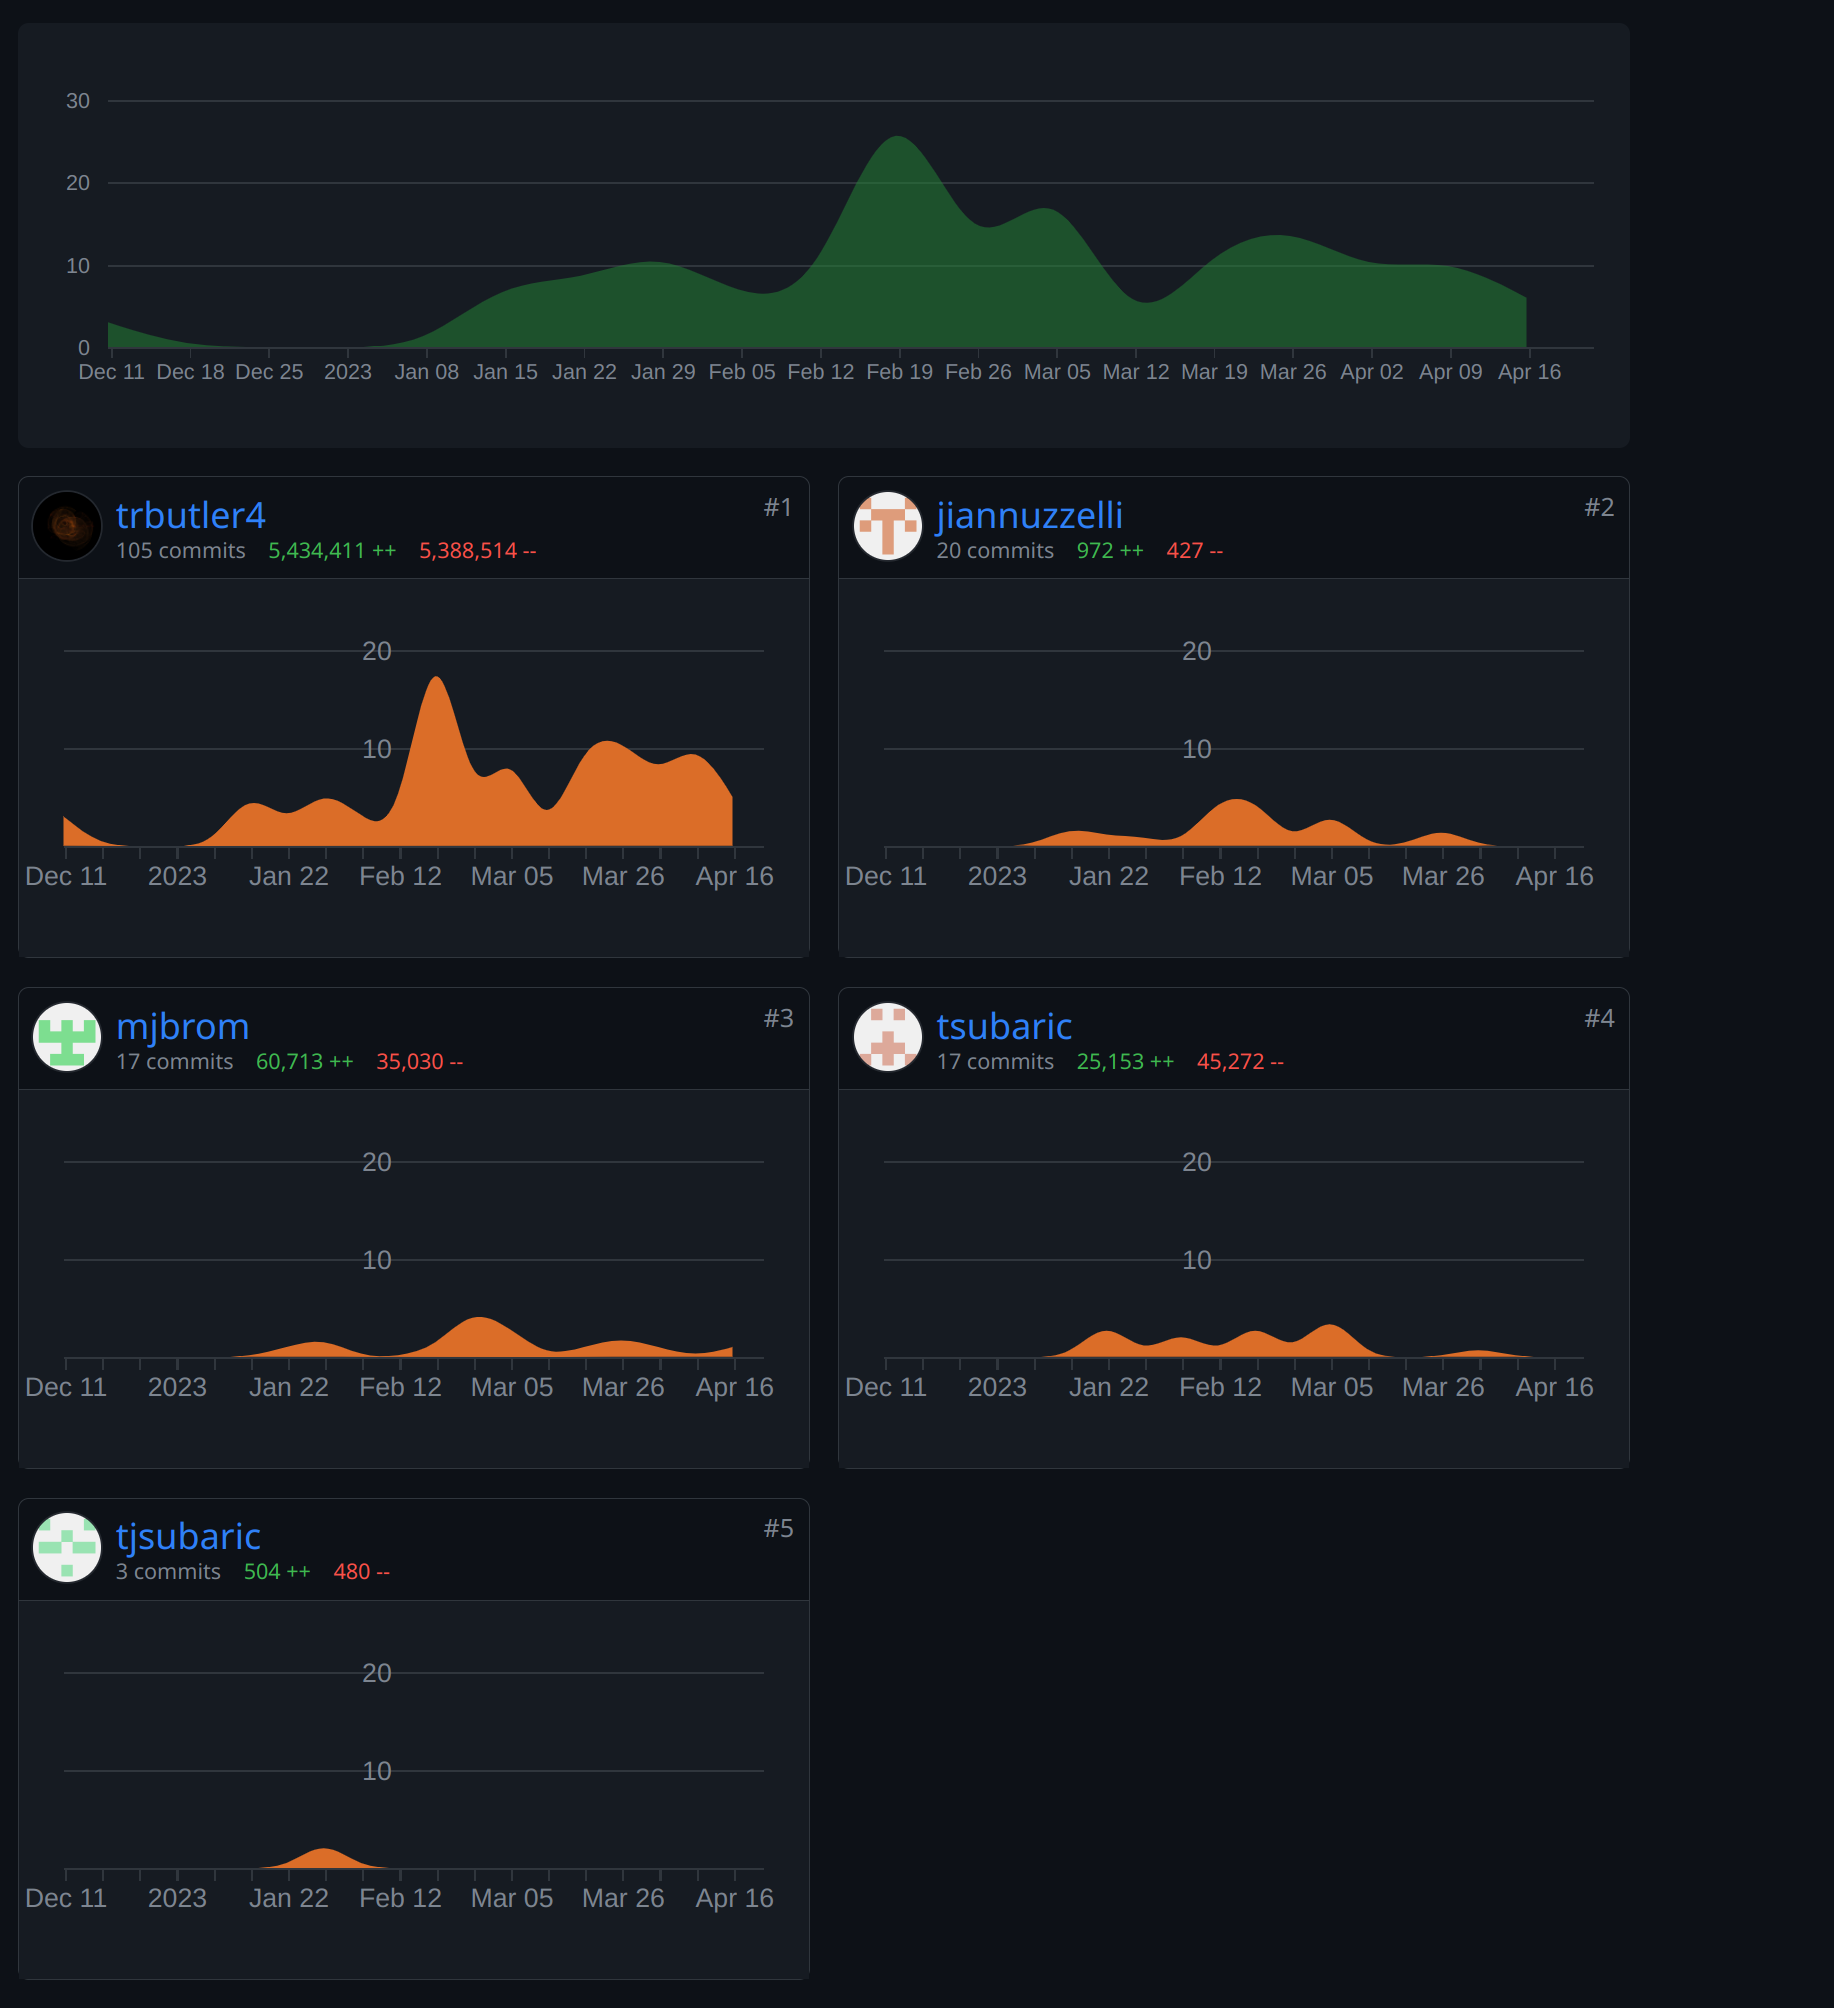 30
20
10
0
Dec 11 Dec 18 Dec 25 2023 Jan 08 Jan 15 Jan 22 Jan 29 Feb 05 Feb 12 Feb 19 Feb 26 Mar 05 Mar 12 Mar 19 Mar 26 Apr 02 Apr 09 Apr 16
trbutler4 #1
105 commits 5,434,411 ++ 5,388,514 --
20
10
Dec 11 2023 Jan 22 Feb 12 Mar 05 Mar 26 Apr 16
jiannuzzelli #2
20 commits 972 ++ 427 --
20
10
Dec 11 2023 Jan 22 Feb 12 Mar 05 Mar 26 Apr 16
mjbrom #3
17 commits 60,713 ++ 35,030 --
20
10
Dec 11 2023 Jan 22 Feb 12 Mar 05 Mar 26 Apr 16
tsubaric #4
17 commits 25,153 ++ 45,272 --
20
10
Dec 11 2023 Jan 22 Feb 12 Mar 05 Mar 26 Apr 16
tjsubaric #5
3 commits 504 ++ 480 --
20
10
Dec 11 2023 Jan 22 Feb 12 Mar 05 Mar 26 Apr 16